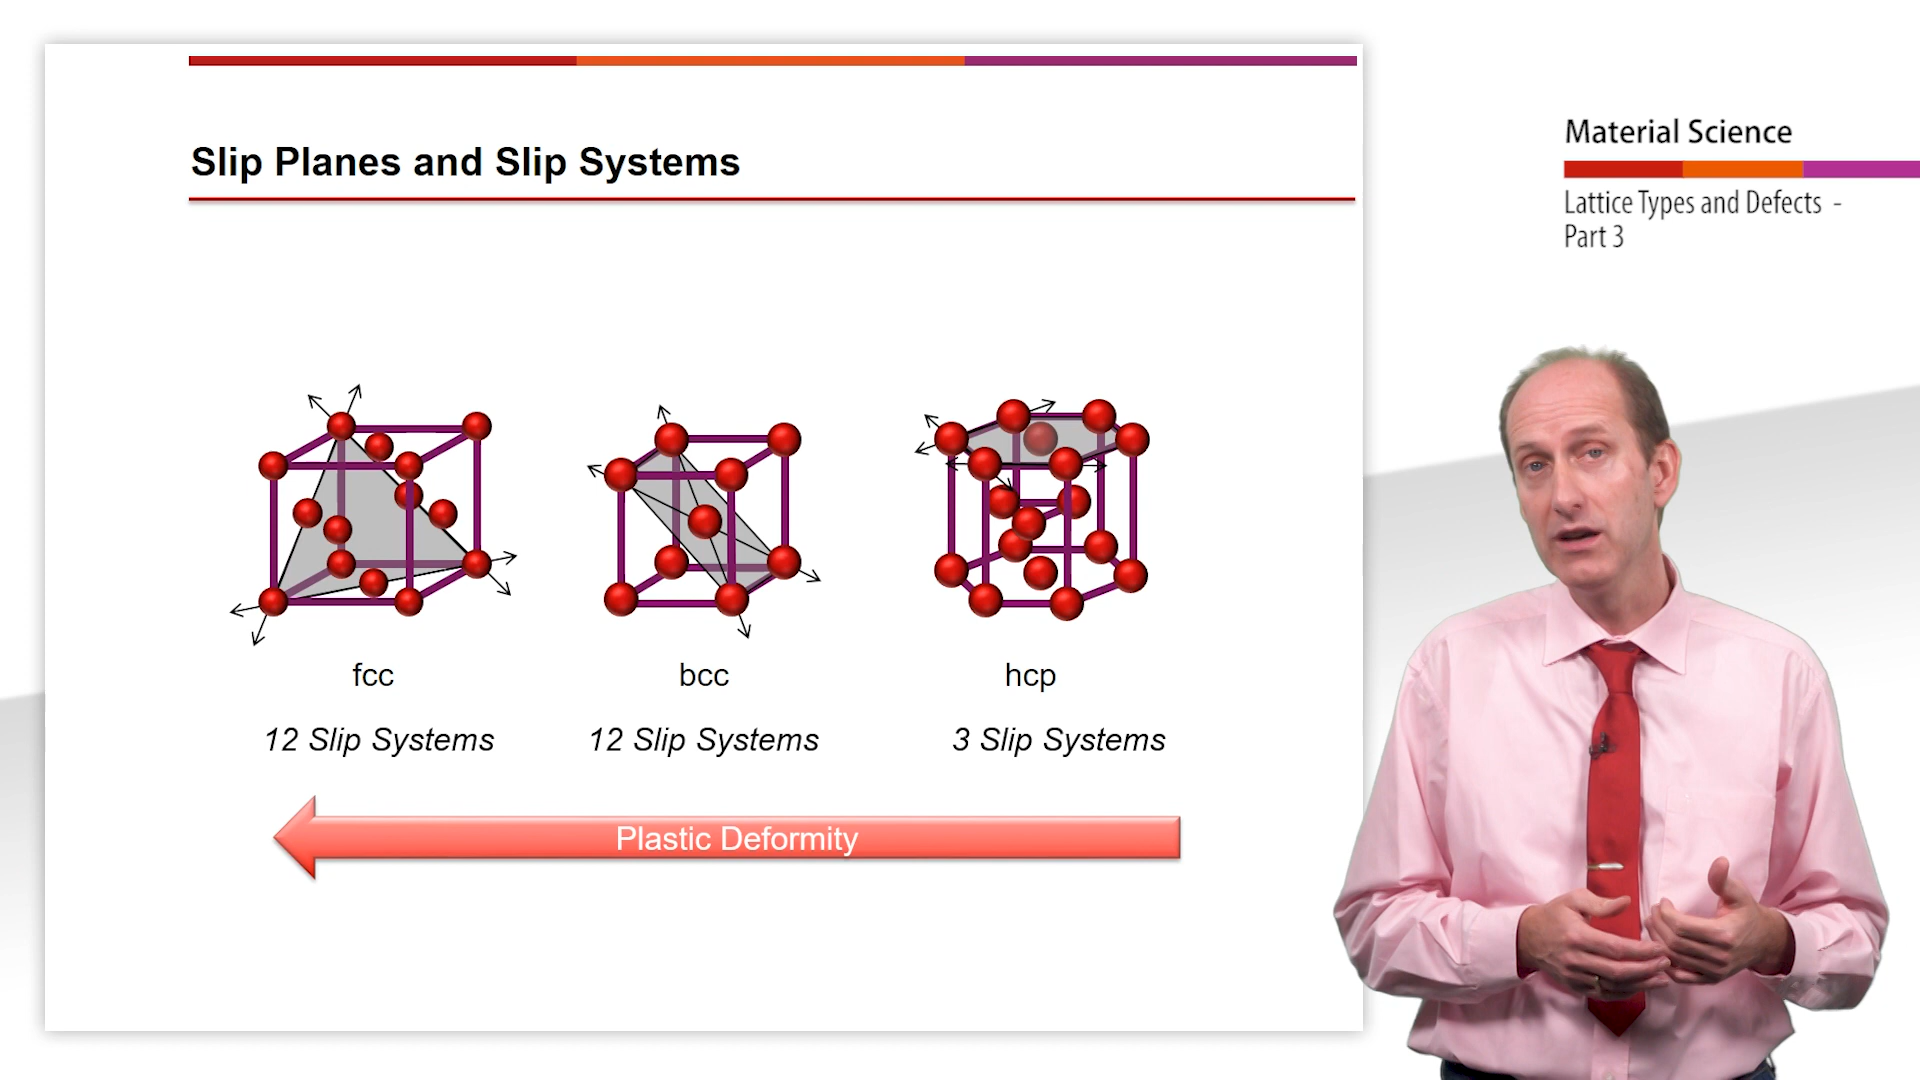 Slip Planes and Slip Systems
Material Science
Lattice Types and Defects -
Part 3
fcc
bcc
hcp
12 Slip Systems
12 Slip Systems
3 Slip Systems
Plastic Deformity